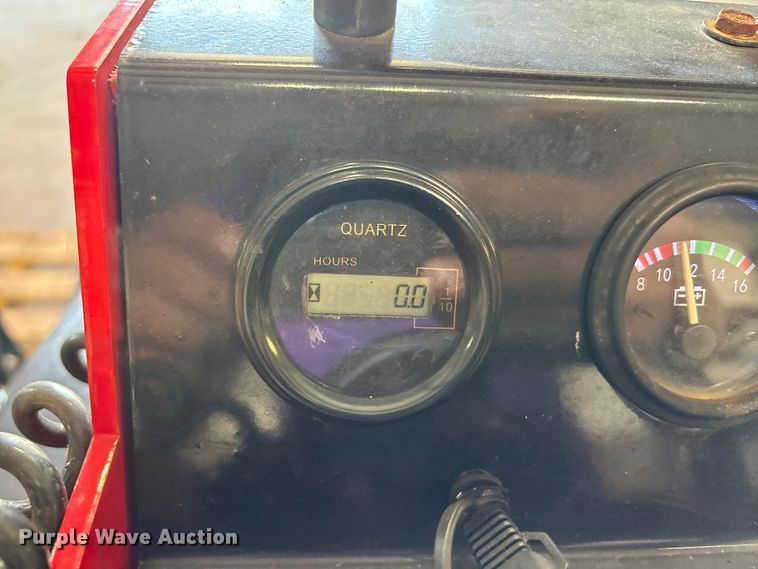 QUARTZ
HOURS
0.0
1
10
8 10 12 14 16
Purple Wave Auction